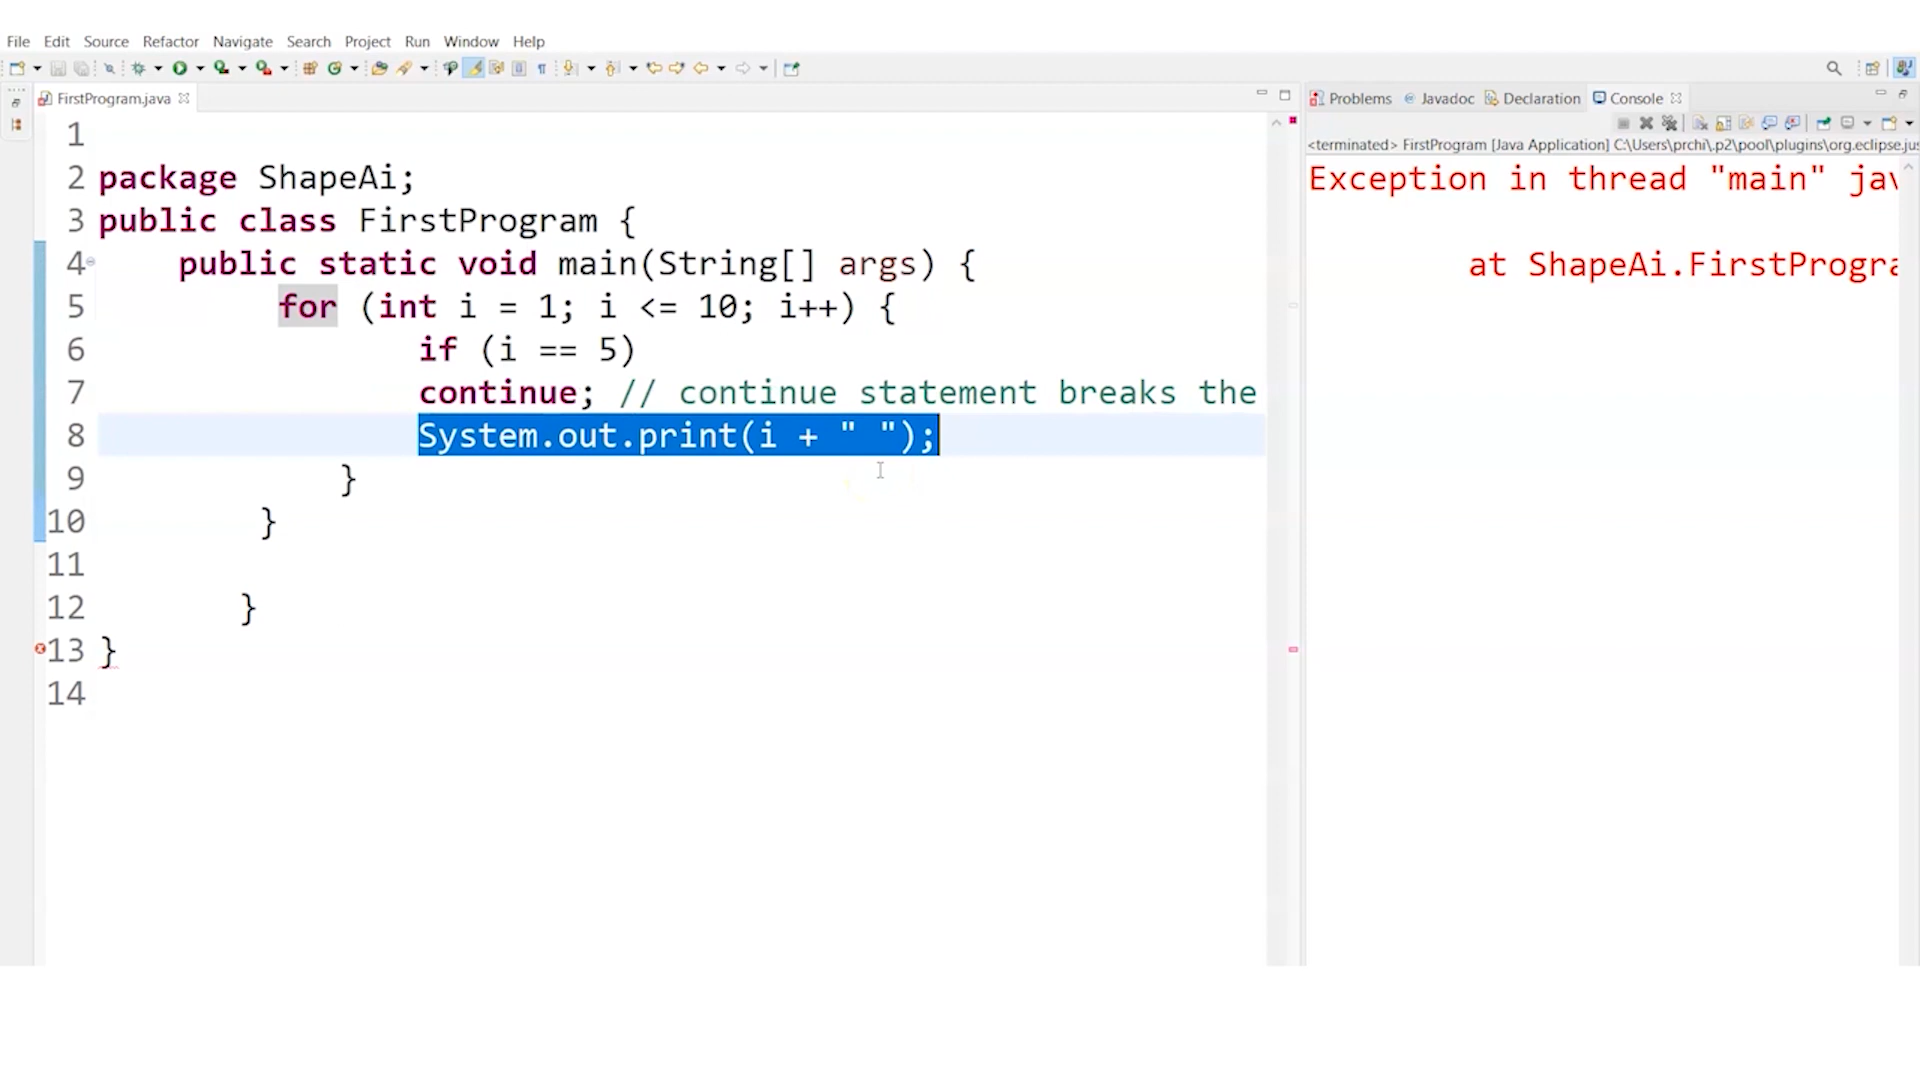 File Edit Source Refactor Navigate Search Project Run Window Help
FirstProgram.java
1
2 package ShapeAi;
3 public class FirstProgram {
4 public static void main(String[] args) {
5 for (int i = 1; i <= 10; i++) {
6 if (i == 5)
7 continue; // continue statement breaks the
8 System.out.print(i + " ");
9 }
10 }
11
12 }
13 }
14
Problems Javadoc Declaration Console
<terminated> FirstProgram [Java Application] C:\Users\prchi\.p2\pool\plugins\org.eclipse.jus
Exception in thread "main" jav
at ShapeAi.FirstProgra